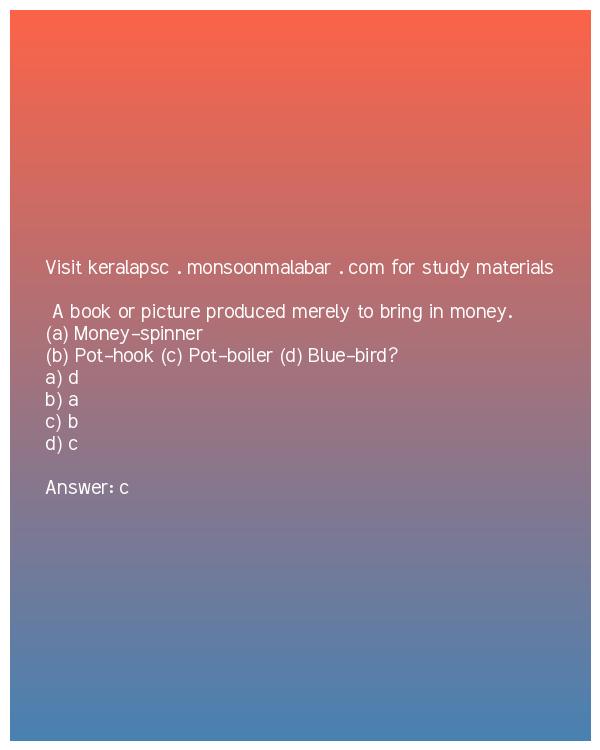 Visit keralapsc . monsoonmalabar . com for study materials
A book or picture produced merely to bring in money.
(a) Money-spinner
(b) Pot-hook (c) Pot-boiler (d) Blue-bird?
a) d
b) a
c) b
d) c
Answer: c